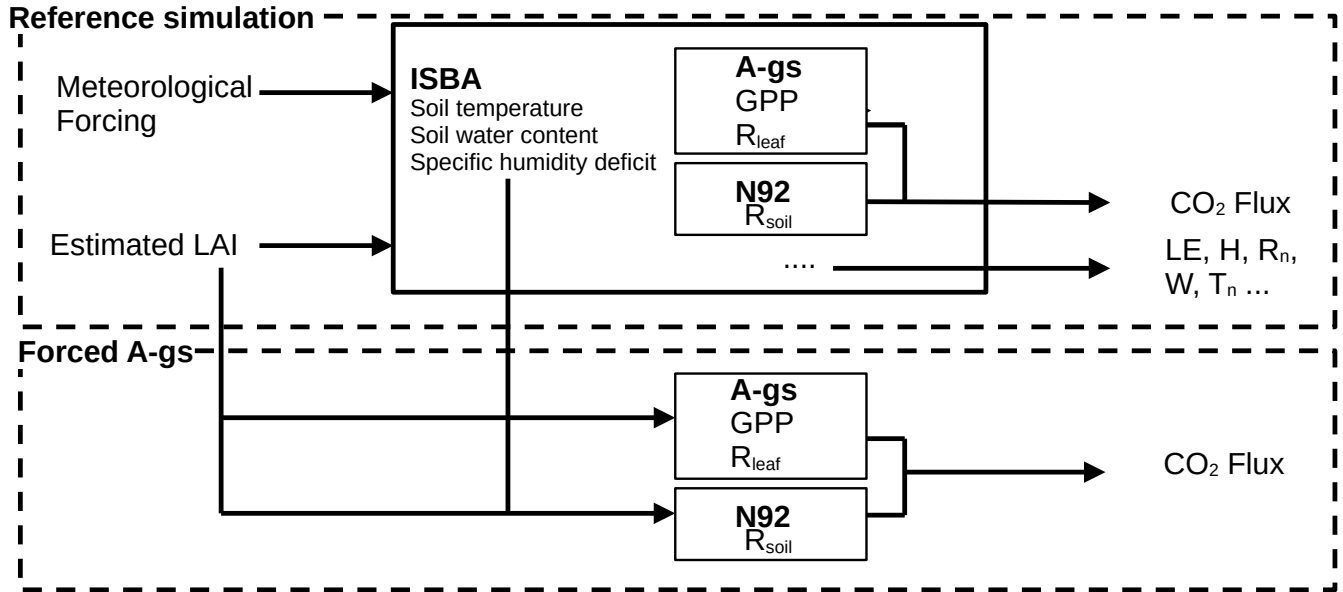 Reference simulation
Meteorological
Forcing
Estimated LAI
ISBA
Soil temperature
Soil water content
Specific humidity deficit
A-gs
GPP
Rleaf
N92
Rsoil
....
CO2 Flux
LE, H, Rn,
W, Tn ...
Forced A-gs
A-gs
GPP
Rleaf
N92
Rsoil
CO2 Flux